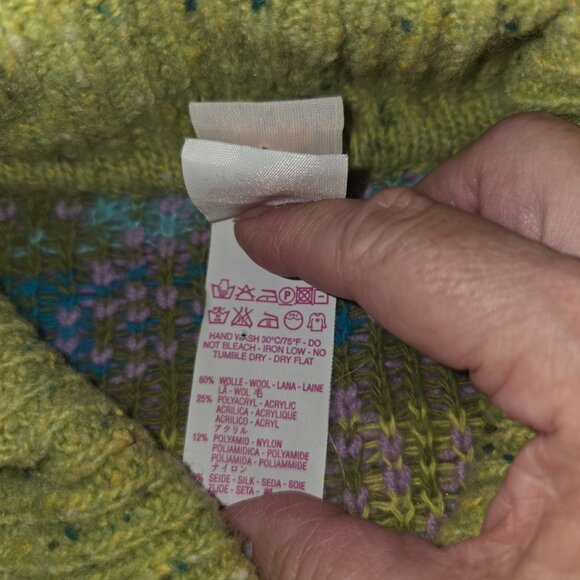 HAND WASH 30°C/75°F - DO
NOT BLEACH - IRON LOW - NO
TUMBLE DRY - DRY FLAT
60% WOLLE - WOOL - LANA - LAINE
LÃ - WOL 毛
25% POLYACRYL - ACRYLIC
ACRILICA - ACRYLIQUE
ACRILICO - ACRYL
アクリル
12% POLYAMID - NYLON
POLIAMIDICA - POLYAMIDE
POLIAMIDA - POLIAMMIDE
ナイロン
% SEIDE - SILK - SEDA - SOIE
ZIJDE - SETA -